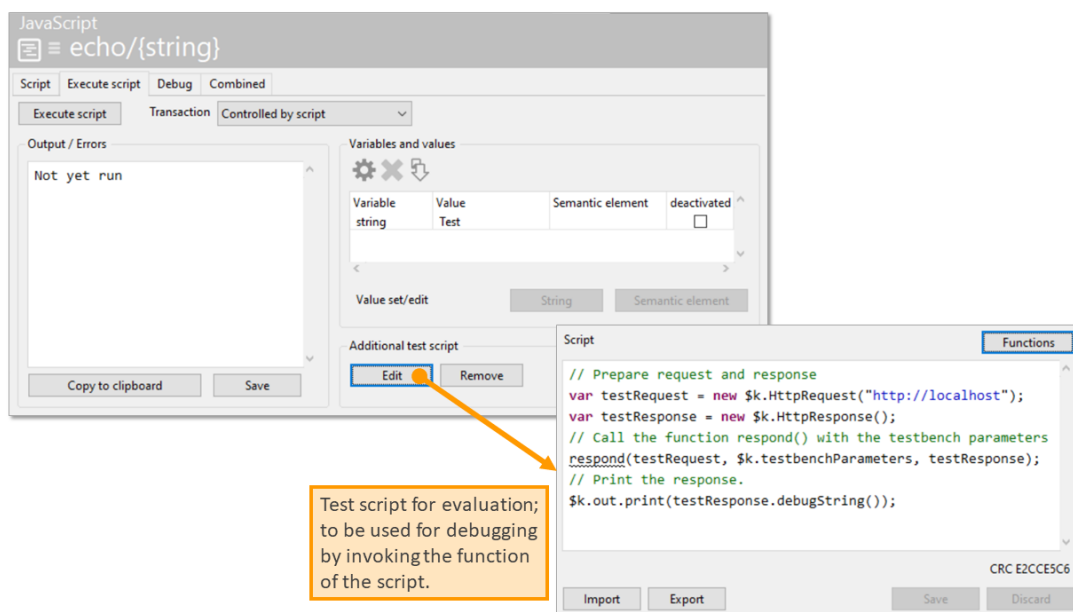 JavaScript
echo/{string}
Script Execute script Debug Combined
Execute script Transaction Controlled by script
Output / Errors
Not yet run
Copy to clipboard Save
Variables and values
Variable Value Semantic element deactivated
string Test
Value set/edit String Semantic element
Additional test script
Edit Remove
Script Functions
// Prepare request and response
var testRequest = new $k.HttpRequest("http://localhost");
var testResponse = new $k.HttpResponse();
// Call the function respond() with the testbench parameters
respond(testRequest, $k.testbenchParameters, testResponse);
// Print the response.
$k.out.print(testResponse.debugString());
CRC E2CCE5C6
Import Export Save Discard
Test script for evaluation;
to be used for debugging
by invoking the function
of the script.